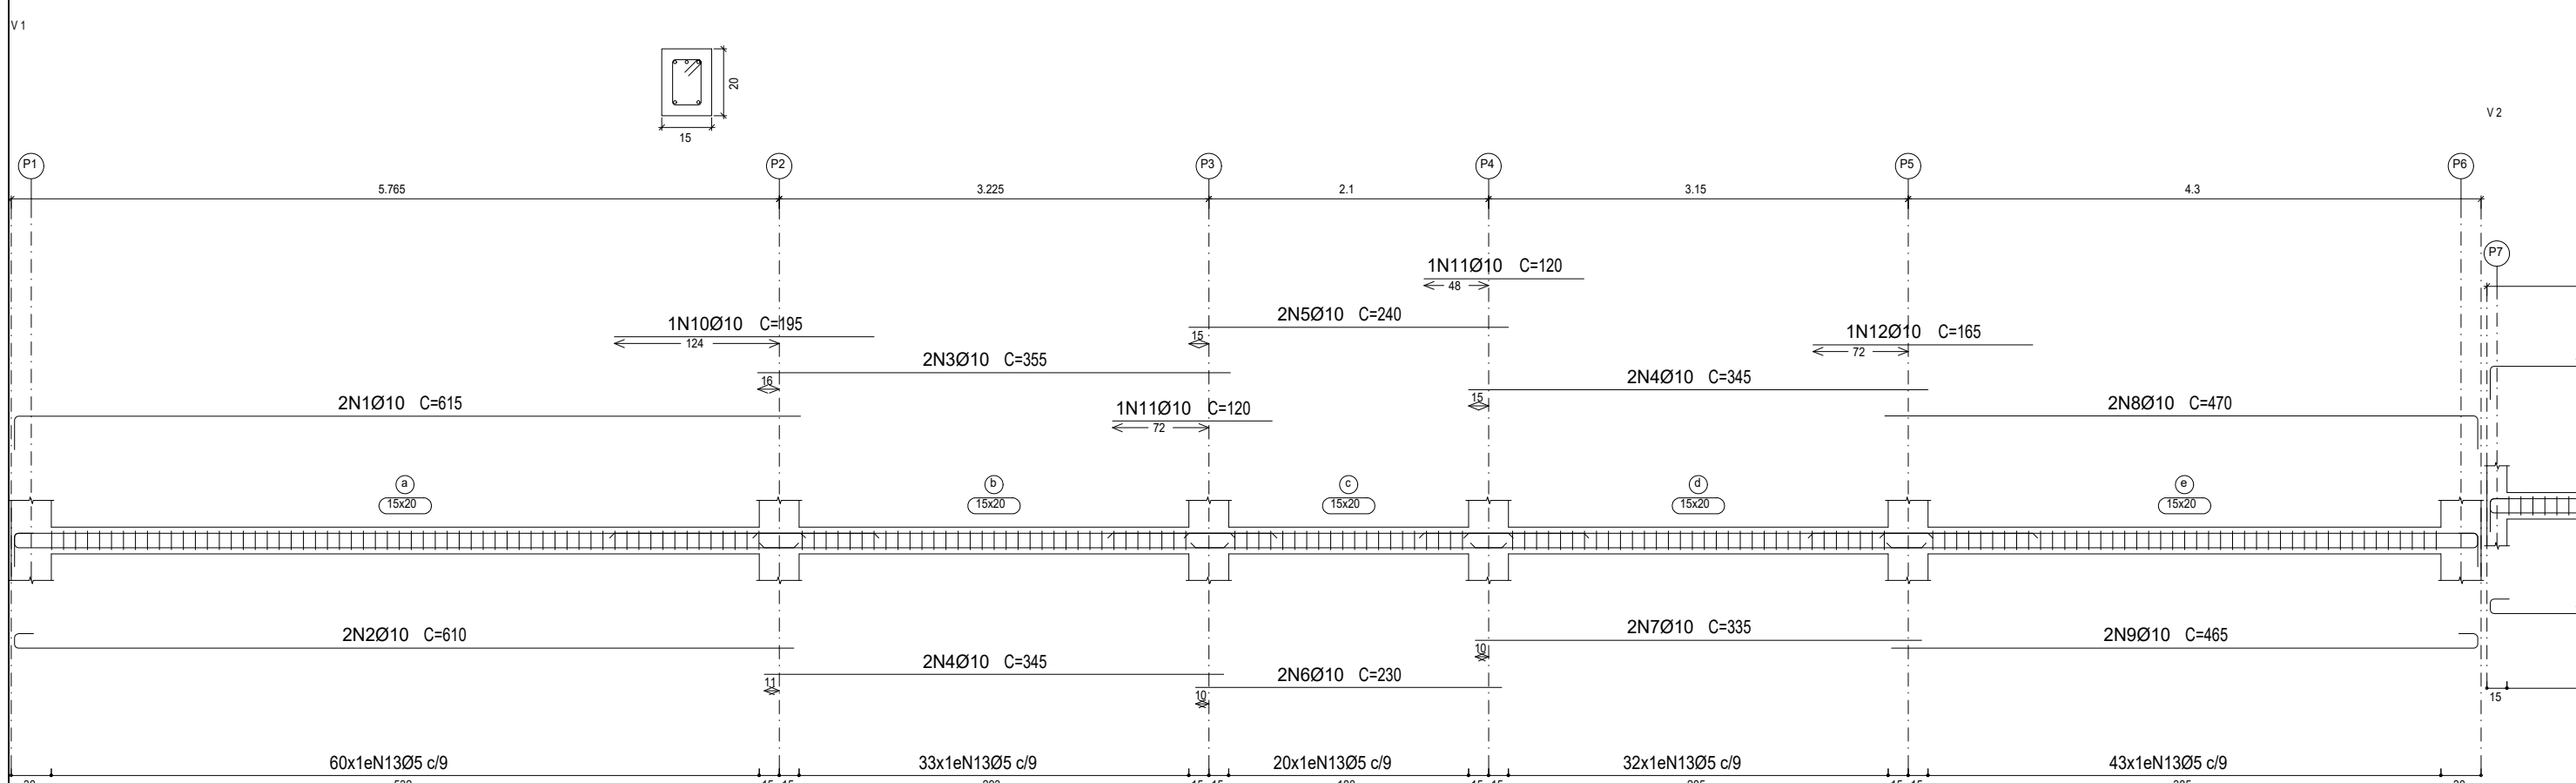 V 1
20
15
V 2
P1 P2 P3 P4 P5 P6
5.765 3.225 2.1 3.15 4.3
P7
1N11Ø10 C=120
48
2N5Ø10 C=240
15
1N10Ø10 C=195
124
1N12Ø10 C=165
72
2N3Ø10 C=355
16
2N4Ø10 C=345
15
2N1Ø10 C=615
1N11Ø10 C=120
72
2N8Ø10 C=470
a b c d e
15x20 15x20 15x20 15x20 15x20
2N2Ø10 C=610
2N7Ø10 C=335
10
2N9Ø10 C=465
2N4Ø10 C=345
11
2N6Ø10 C=230
10
15
60x1eN13Ø5 c/9 33x1eN13Ø5 c/9 20x1eN13Ø5 c/9 32x1eN13Ø5 c/9 43x1eN13Ø5 c/9